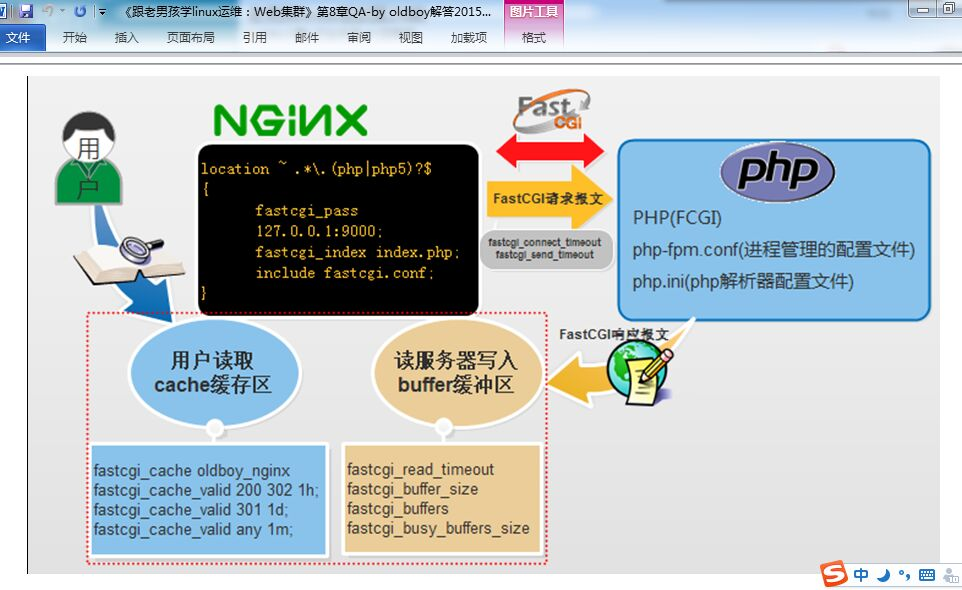 《跟老男孩学linux运维：Web集群》第8章QA-by oldboy解答2015...
图片工具
文件
开始
插入
页面布局
引用
邮件
审阅
视图
加载项
格式
用
户
NGiNX
Fast
CGI
location ~ .*\.(php|php5)?$
{
fastcgi_pass
127.0.0.1:9000;
fastcgi_index index.php;
include fastcgi.conf;
}
FastCGI请求报文
fastcgi_connect_timeout
fastcgi_send_timeout
php
PHP(FCGI)
php-fpm.conf(进程管理的配置文件)
php.ini(php解析器配置文件)
FastCGI响应报文
用户读取
cache缓存区
读服务器写入
buffer缓冲区
fastcgi_cache oldboy_nginx
fastcgi_cache_valid 200 302 1h;
fastcgi_cache_valid 301 1d;
fastcgi_cache_valid any 1m;
fastcgi_read_timeout
fastcgi_buffer_size
fastcgi_buffers
fastcgi_busy_buffers_size
S
中